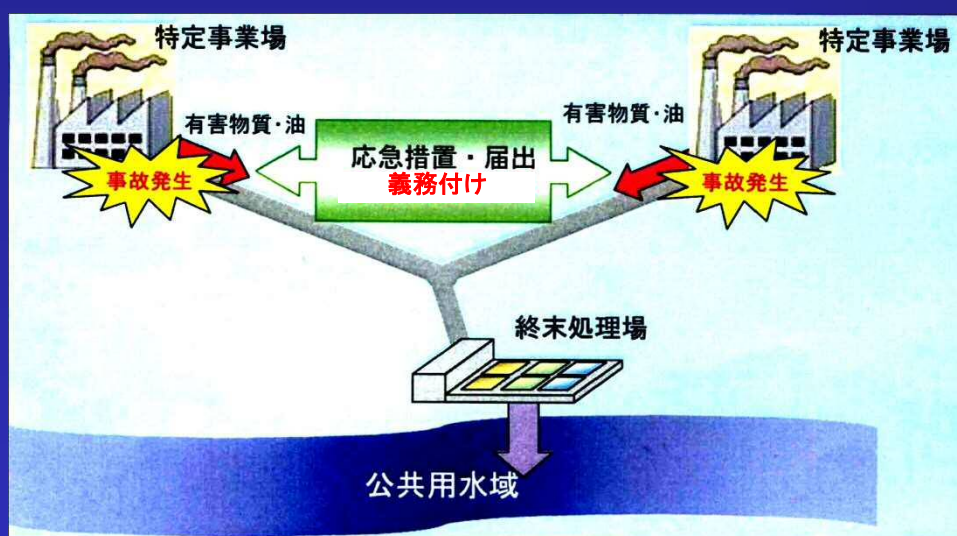 特定事業場
特定事業場
有害物質・油
有害物質・油
応急措置・届出
義務付け
事故発生
事故発生
終末処理場
公共用水域